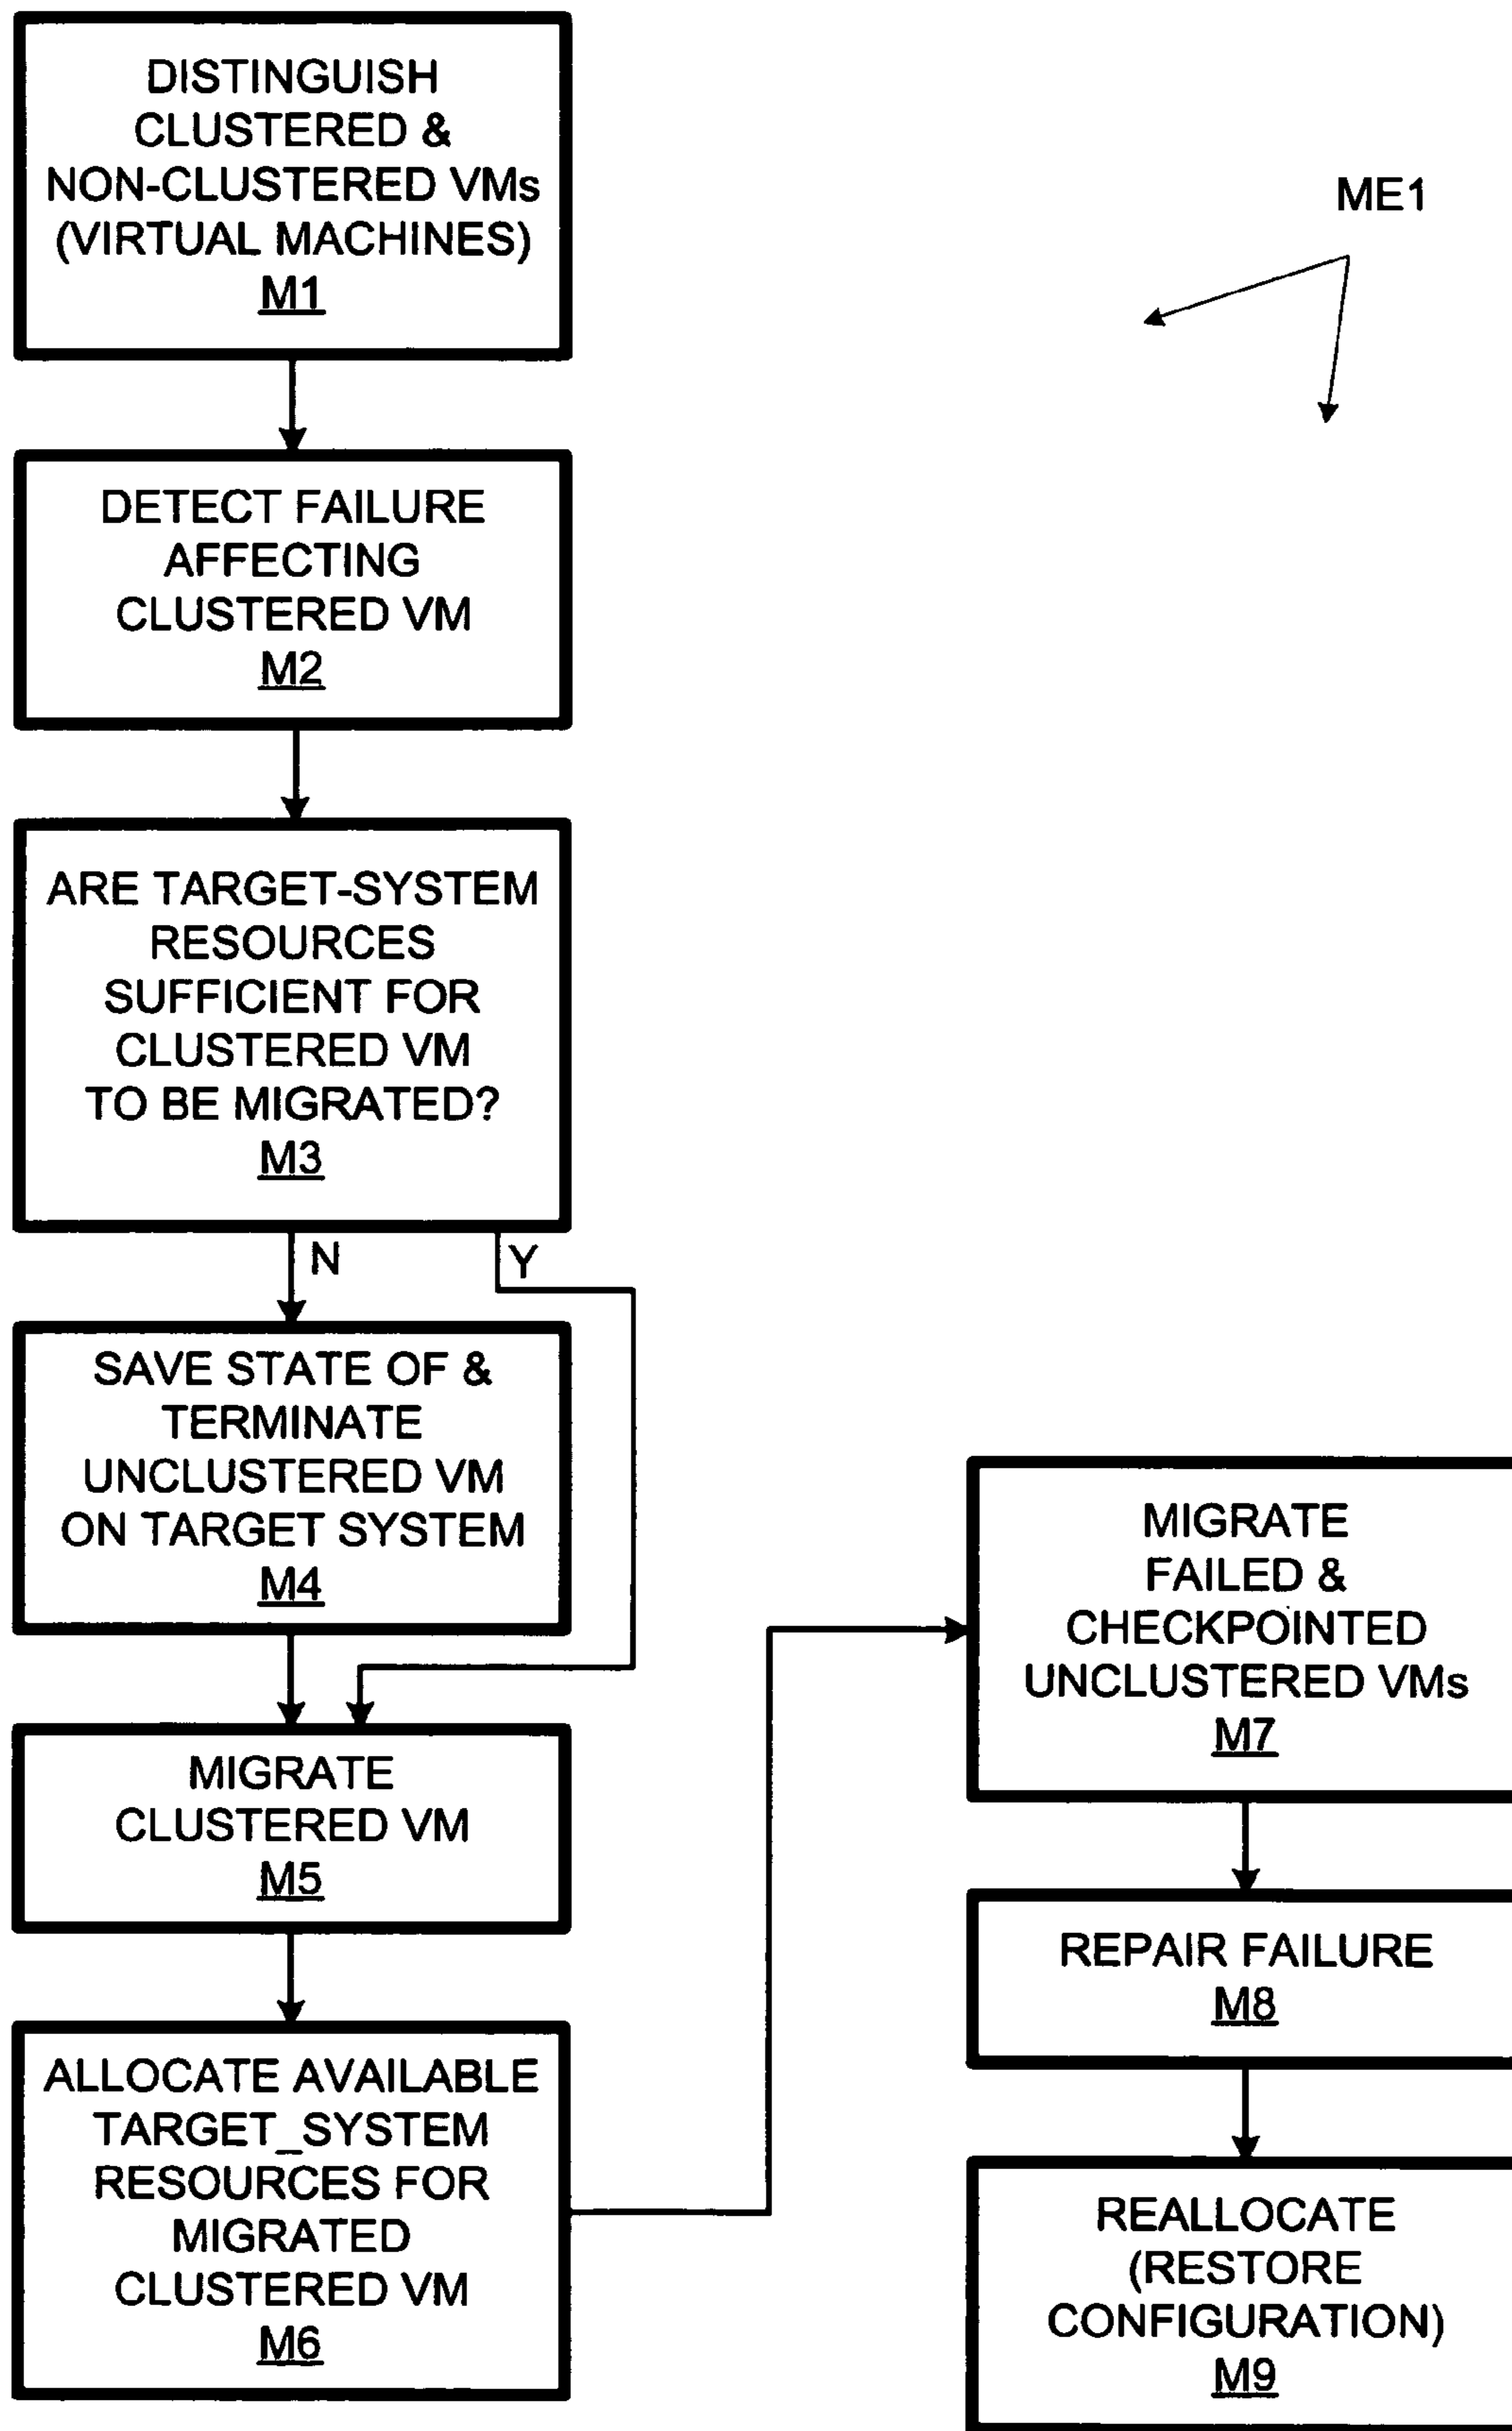 DISTINGUISH
CLUSTERED &
NON-CLUSTERED VMs
(VIRTUAL MACHINES)
M1
ME1
DETECT FAILURE
AFFECTING
CLUSTERED VM
M2
ARE TARGET-SYSTEM
RESOURCES
SUFFICIENT FOR
CLUSTERED VM
TO BE MIGRATED?
M3
N
Y
SAVE STATE OF &
TERMINATE
UNCLUSTERED VM
ON TARGET SYSTEM
M4
MIGRATE
CLUSTERED VM
M5
ALLOCATE AVAILABLE
TARGET_SYSTEM
RESOURCES FOR
MIGRATED
CLUSTERED VM
M6
MIGRATE
FAILED &
CHECKPOINTED
UNCLUSTERED VMs
M7
REPAIR FAILURE
M8
REALLOCATE
(RESTORE
CONFIGURATION)
M9